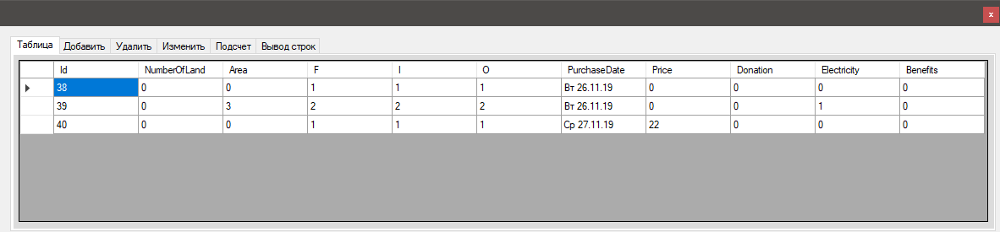 x
Таблица Добавить Удалить Изменить Подсчет Вывод строк
Id NumberOfLand Area F I O PurchaseDate Price Donation Electricity Benefits
38 0 0 1 1 1 Вт 26.11.19 0 0 0 0
39 0 3 2 2 2 Вт 26.11.19 0 0 1 0
40 0 0 1 1 1 Ср 27.11.19 22 0 0 0